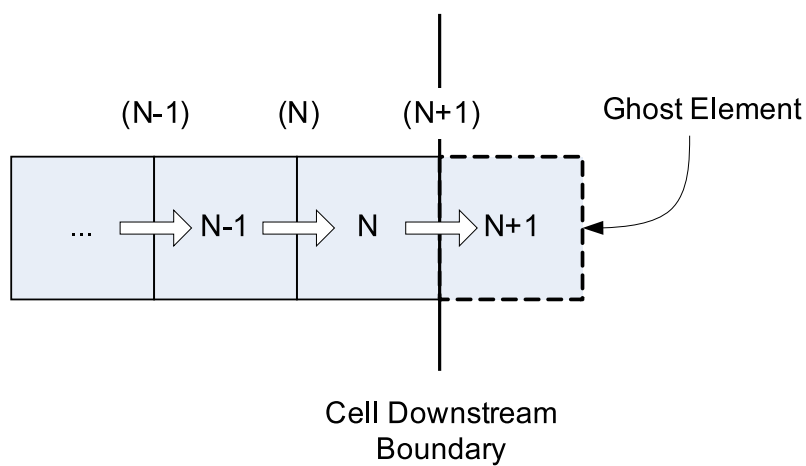 (N-1) (N) (N+1) Ghost Element
... N-1 N N+1
Cell Downstream
Boundary